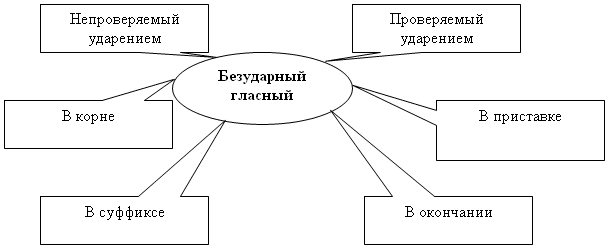 Непроверяемый
ударением
Проверяемый
ударением
Безударный
гласный
В корне
В приставке
В суффиксе
В окончании